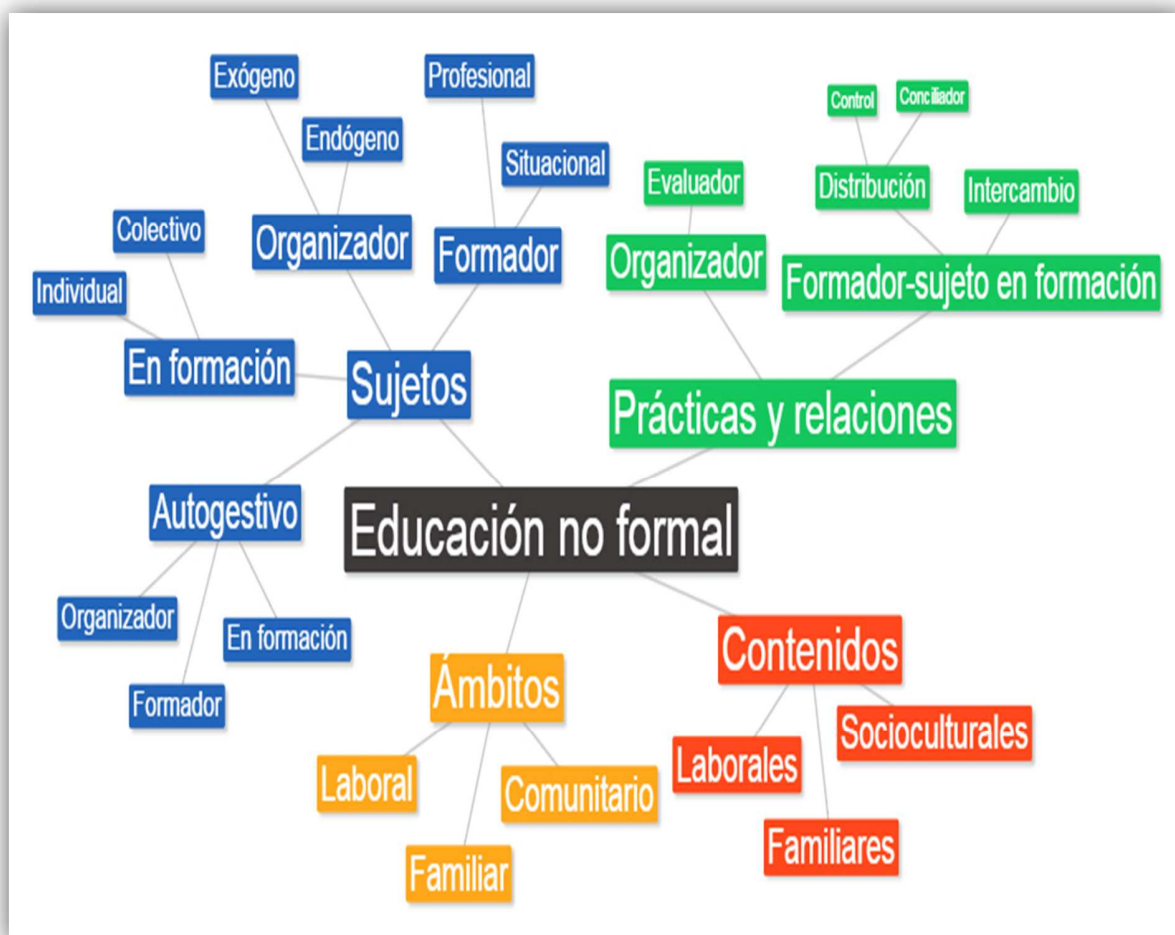 Exógeno
Profesional
Control
Conciliador
Endógeno
Situacional
Evaluador
Distribución
Intercambio
Colectivo
Organizador
Formador
Organizador
Formador-sujeto en formación
Individual
En formación
Sujetos
Prácticas y relaciones
Autogestivo
Educación no formal
Organizador
En formación
Formador
Ámbitos
Contenidos
Laboral
Comunitario
Familiar
Laborales
Socioculturales
Familiares